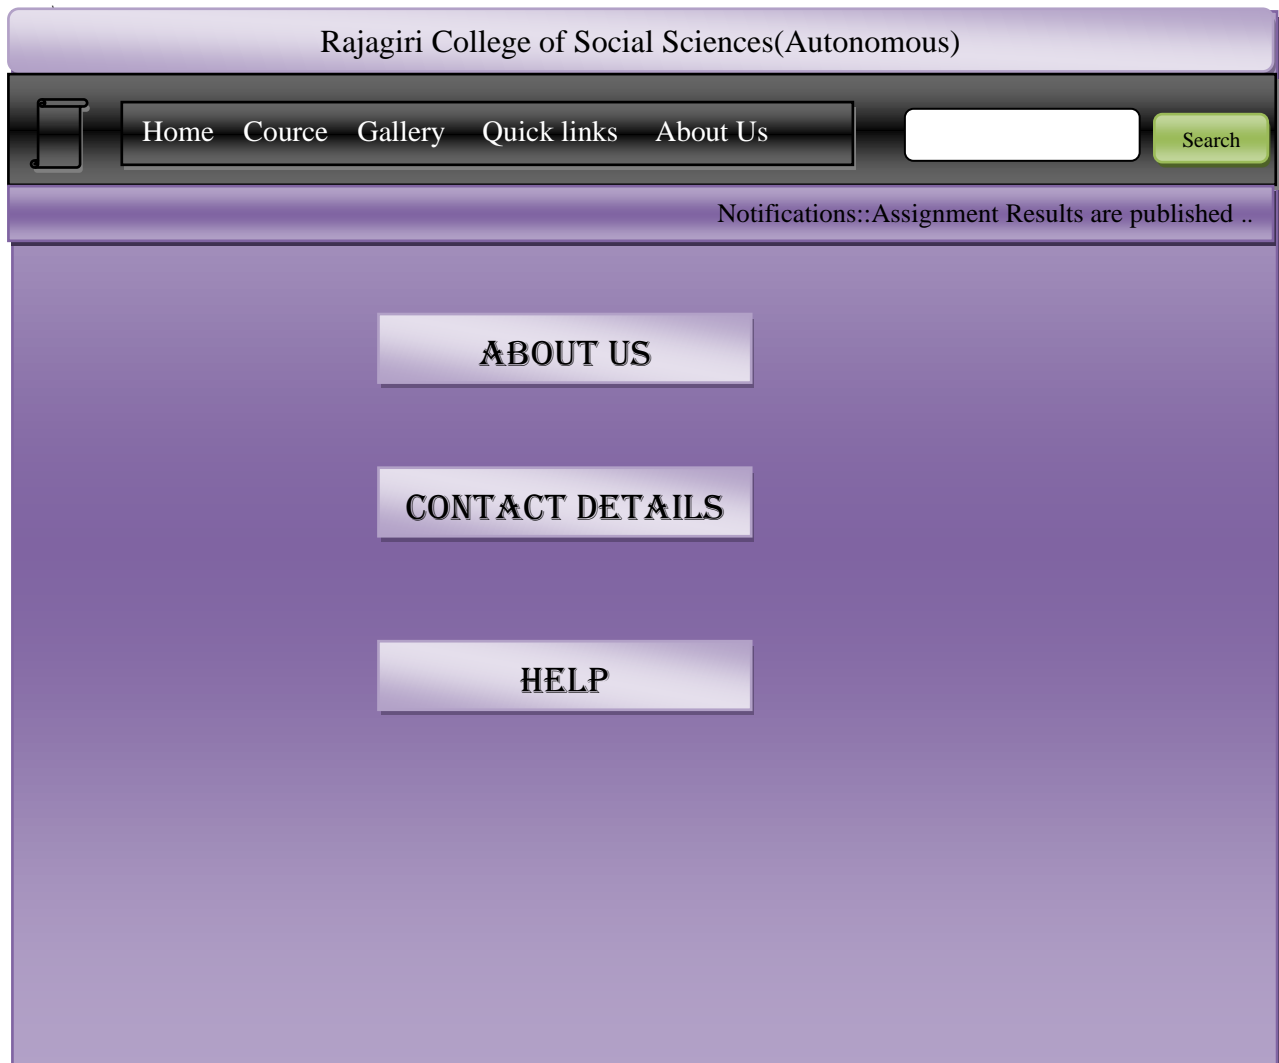 Rajagiri College of Social Sciences(Autonomous)
Home Cource Gallery Quick links About Us
Search
Notifications::Assignment Results are published ..
ABOUT US
CONTACT DETAILS
HELP